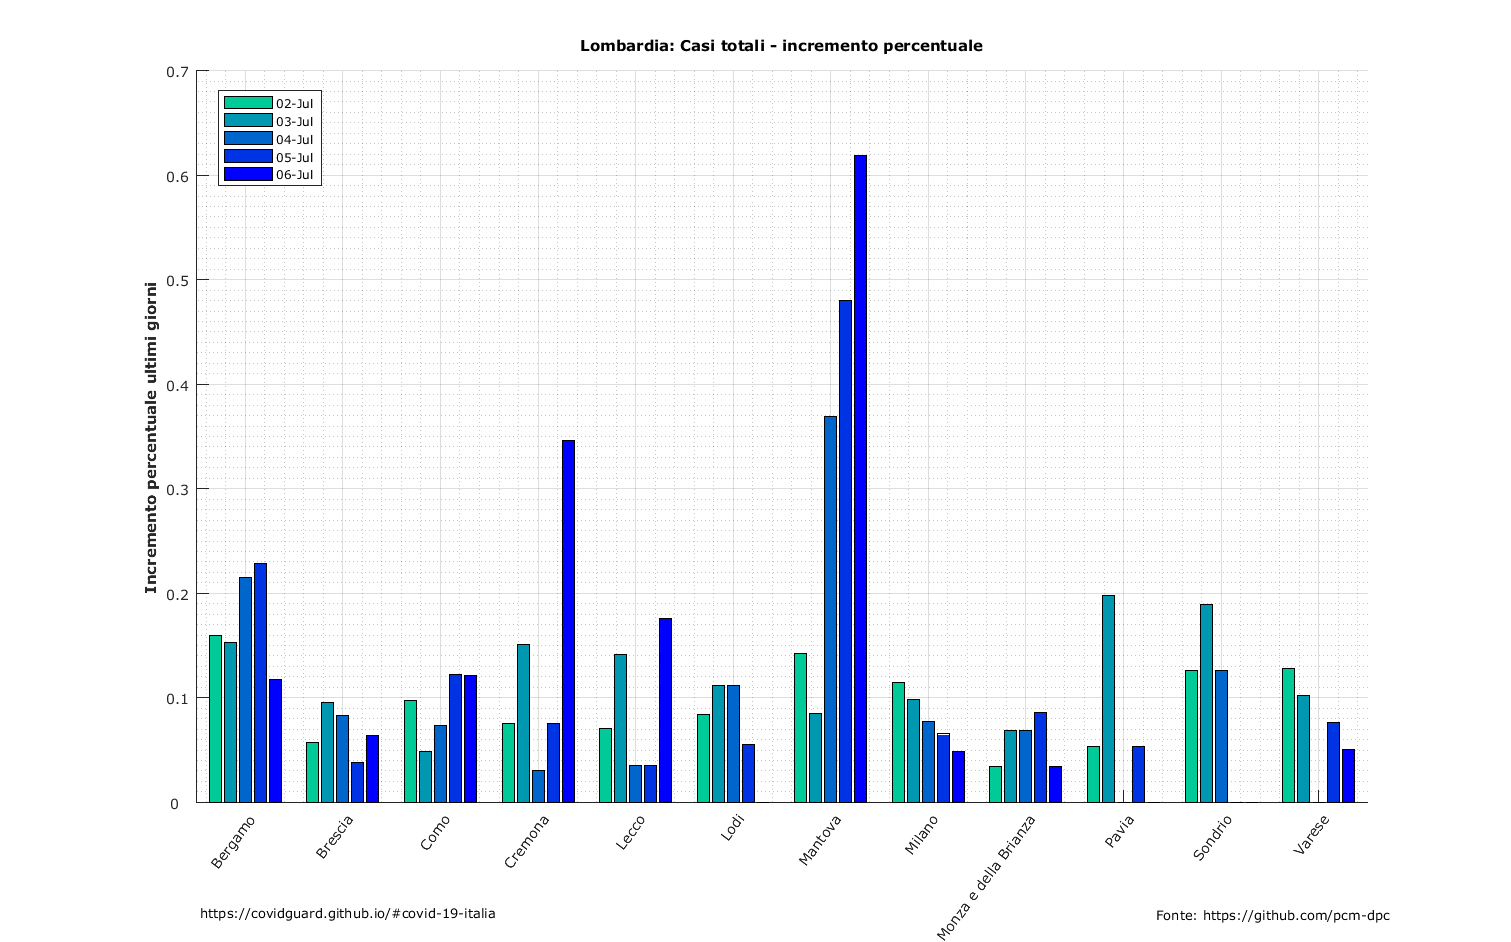 Lombardia: Casi totali - incremento percentuale
Incremento percentuale ultimi giorni
0.7
0.6
0.5
0.4
0.3
0.2
0.1
0
02-Jul
03-Jul
04-Jul
05-Jul
06-Jul
Bergamo
Brescia
Como
Cremona
Lecco
Lodi
Mantova
Milano
Monza e della Brianza
Pavia
Sondrio
Varese
https://covidguard.github.io/#covid-19-italia
Fonte: https://github.com/pcm-dpc